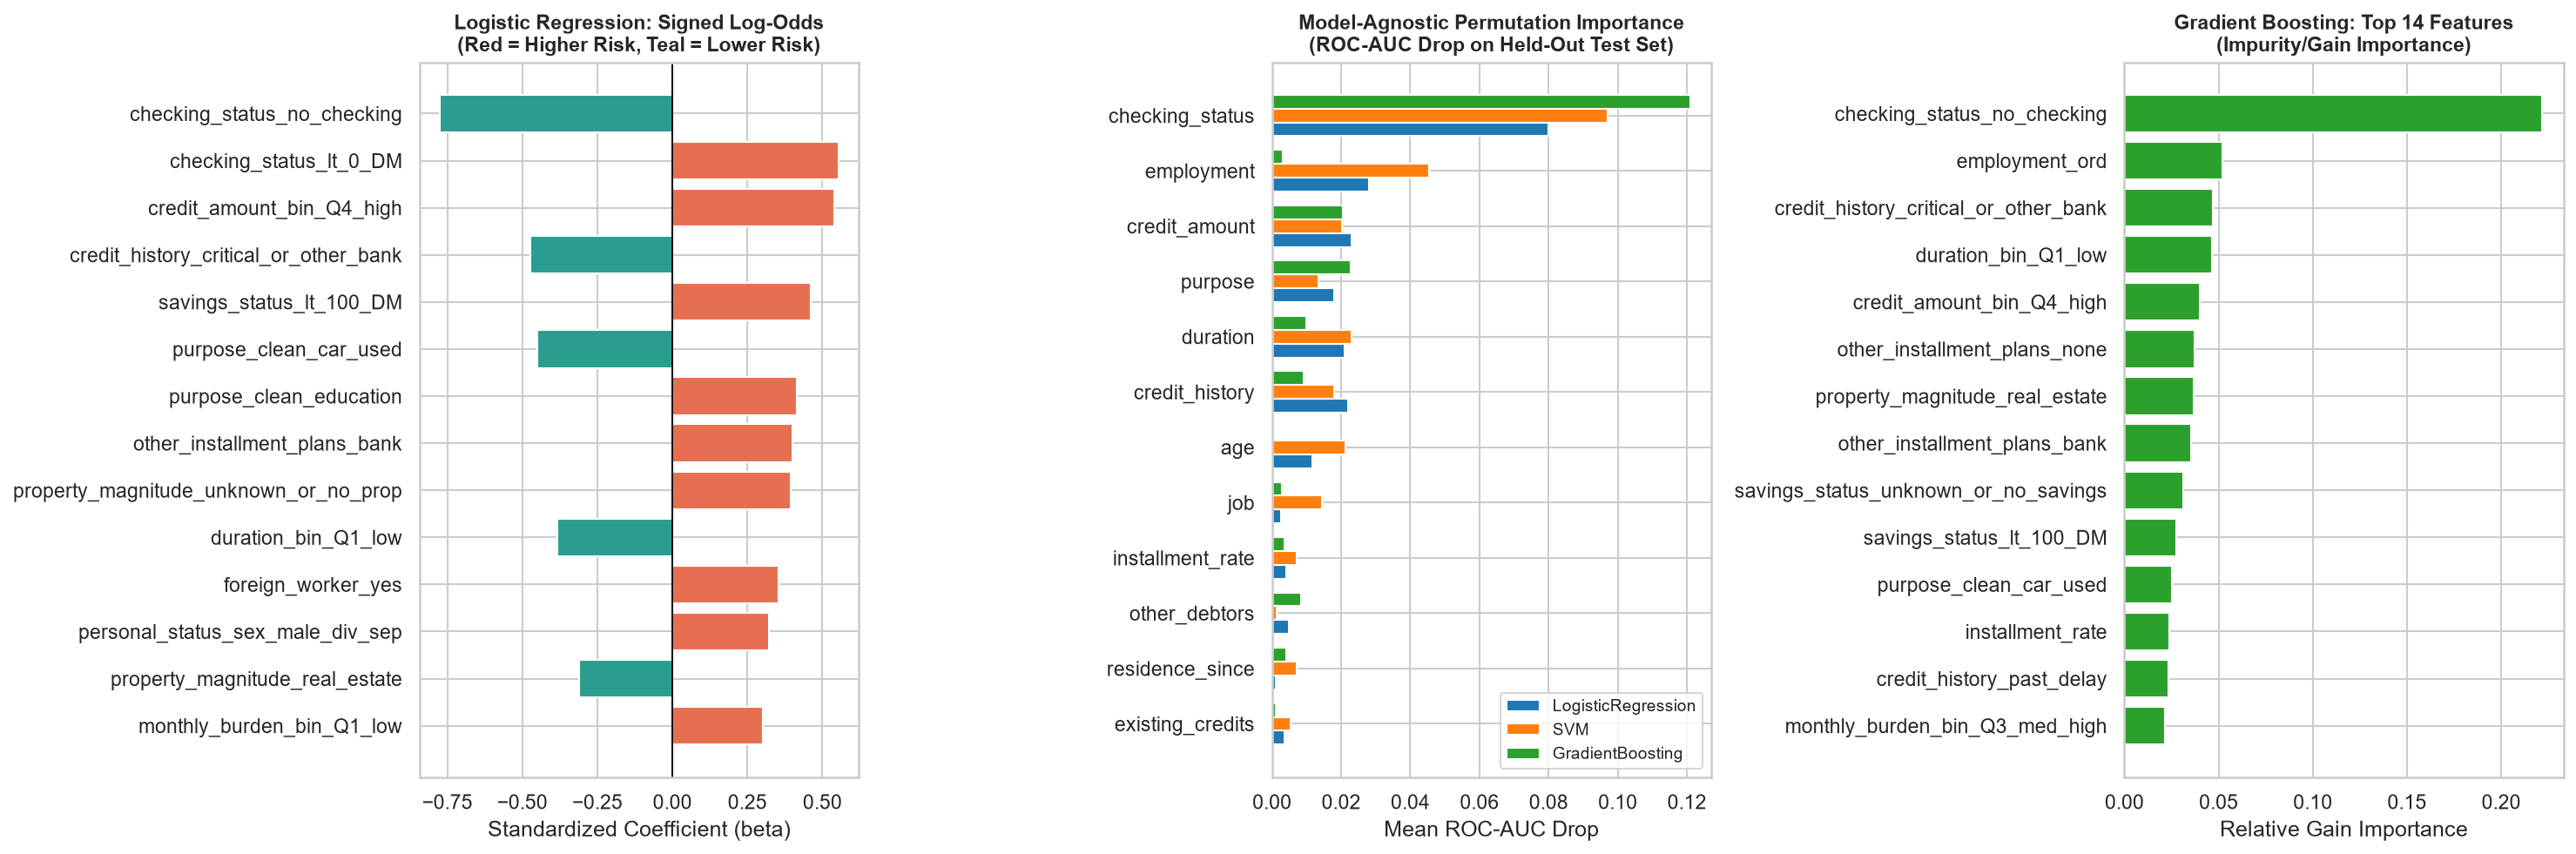 Logistic Regression: Signed Log-Odds
(Red = Higher Risk, Teal = Lower Risk)
checking_status_no_checking
checking_status_lt_0_DM
credit_amount_bin_Q4_high
credit_history_critical_or_other_bank
savings_status_lt_100_DM
purpose_clean_car_used
purpose_clean_education
other_installment_plans_bank
property_magnitude_unknown_or_no_prop
duration_bin_Q1_low
foreign_worker_yes
personal_status_sex_male_div_sep
property_magnitude_real_estate
monthly_burden_bin_Q1_low
−0.75 −0.50 −0.25 0.00 0.25 0.50
Standardized Coefficient (beta)
Model-Agnostic Permutation Importance
(ROC-AUC Drop on Held-Out Test Set)
checking_status
employment
credit_amount
purpose
duration
credit_history
age
job
installment_rate
other_debtors
residence_since
existing_credits
LogisticRegression
SVM
GradientBoosting
0.00 0.02 0.04 0.06 0.08 0.10 0.12
Mean ROC-AUC Drop
Gradient Boosting: Top 14 Features
(Impurity/Gain Importance)
checking_status_no_checking
employment_ord
credit_history_critical_or_other_bank
duration_bin_Q1_low
credit_amount_bin_Q4_high
other_installment_plans_none
property_magnitude_real_estate
other_installment_plans_bank
savings_status_unknown_or_no_savings
savings_status_lt_100_DM
purpose_clean_car_used
installment_rate
credit_history_past_delay
monthly_burden_bin_Q3_med_high
0.00 0.05 0.10 0.15 0.20
Relative Gain Importance